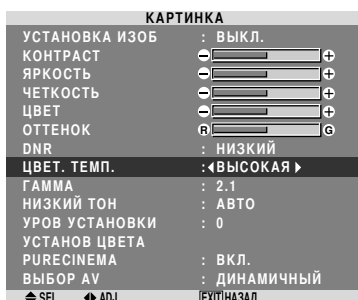 КАРТИНКА
УСТАНОВКА ИЗОБ : ВЫКЛ.
КОНТРАСТ
ЯРКОСТЬ
ЧЕТКОСТЬ
ЦВЕТ
ОТТЕНОК R G
DNR : НИЗКИЙ
ЦВЕТ. ТЕМП. : ВЫСОКАЯ
ГАММА : 2.1
НИЗКИЙ ТОН : АВТО
УРОВ УСТАНОВКИ : 0
УСТАНОВ ЦВЕТА
PURECINEMA : ВКЛ.
ВЫБОР AV : ДИНАМИЧНЫЙ
SEL. ADJ. EXIT НАЗАД